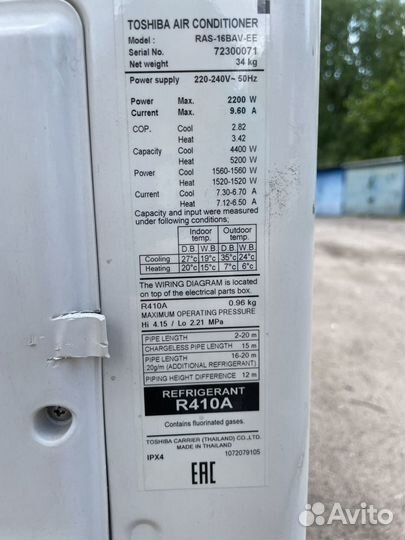 TOSHIBA AIR CONDITIONER
Model : RAS-16BAV-EE
Serial No. 72300071
Net weight 34 kg
Power supply 220-240V~ 50Hz
Power Max. 2200 W
Current Max. 9.60 A
COP. Cool 2.82
Heat 3.42
Capacity Cool 4400 W
Heat 5200 W
Power Cool 1560-1560 W
Heat 1520-1520 W
Current Cool 7.30-6.70 A
Heat 7.12-6.50 A
Capacity and input were measured
under following conditions:
Indoor temp. Outdoor temp.
D.B. W.B. D.B. W.B.
Cooling 27°c 19°c 35°c 24°c
Heating 20°c 15°c 7°c 6°c
The WIRING DIAGRAM is located
on top of the electrical parts box.
R410A 0.96 kg
MAXIMUM OPERATING PRESSURE
Hi 4.15 / Lo 2.21 MPa
PIPE LENGTH 2-20 m
CHARGELESS PIPE LENGTH 15 m
PIPE LENGTH 16-20 m
20g/m (ADDITIONAL REFRIGERANT)
PIPING HEIGHT DIFFERENCE 12 m
REFRIGERANT
R410A
Contains fluorinated gases.
TOSHIBA CARRIER (THAILAND) CO.,LTD.
MADE IN THAILAND
IPX4 1072079105
EAC
Avito